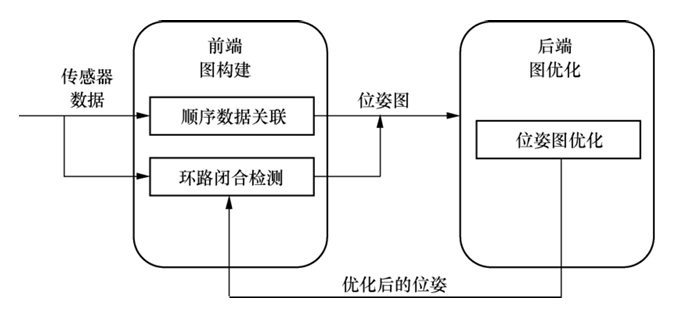 传感器
数据
前端
图构建
顺序数据关联
环路闭合检测
位姿图
后端
图优化
位姿图优化
优化后的位姿